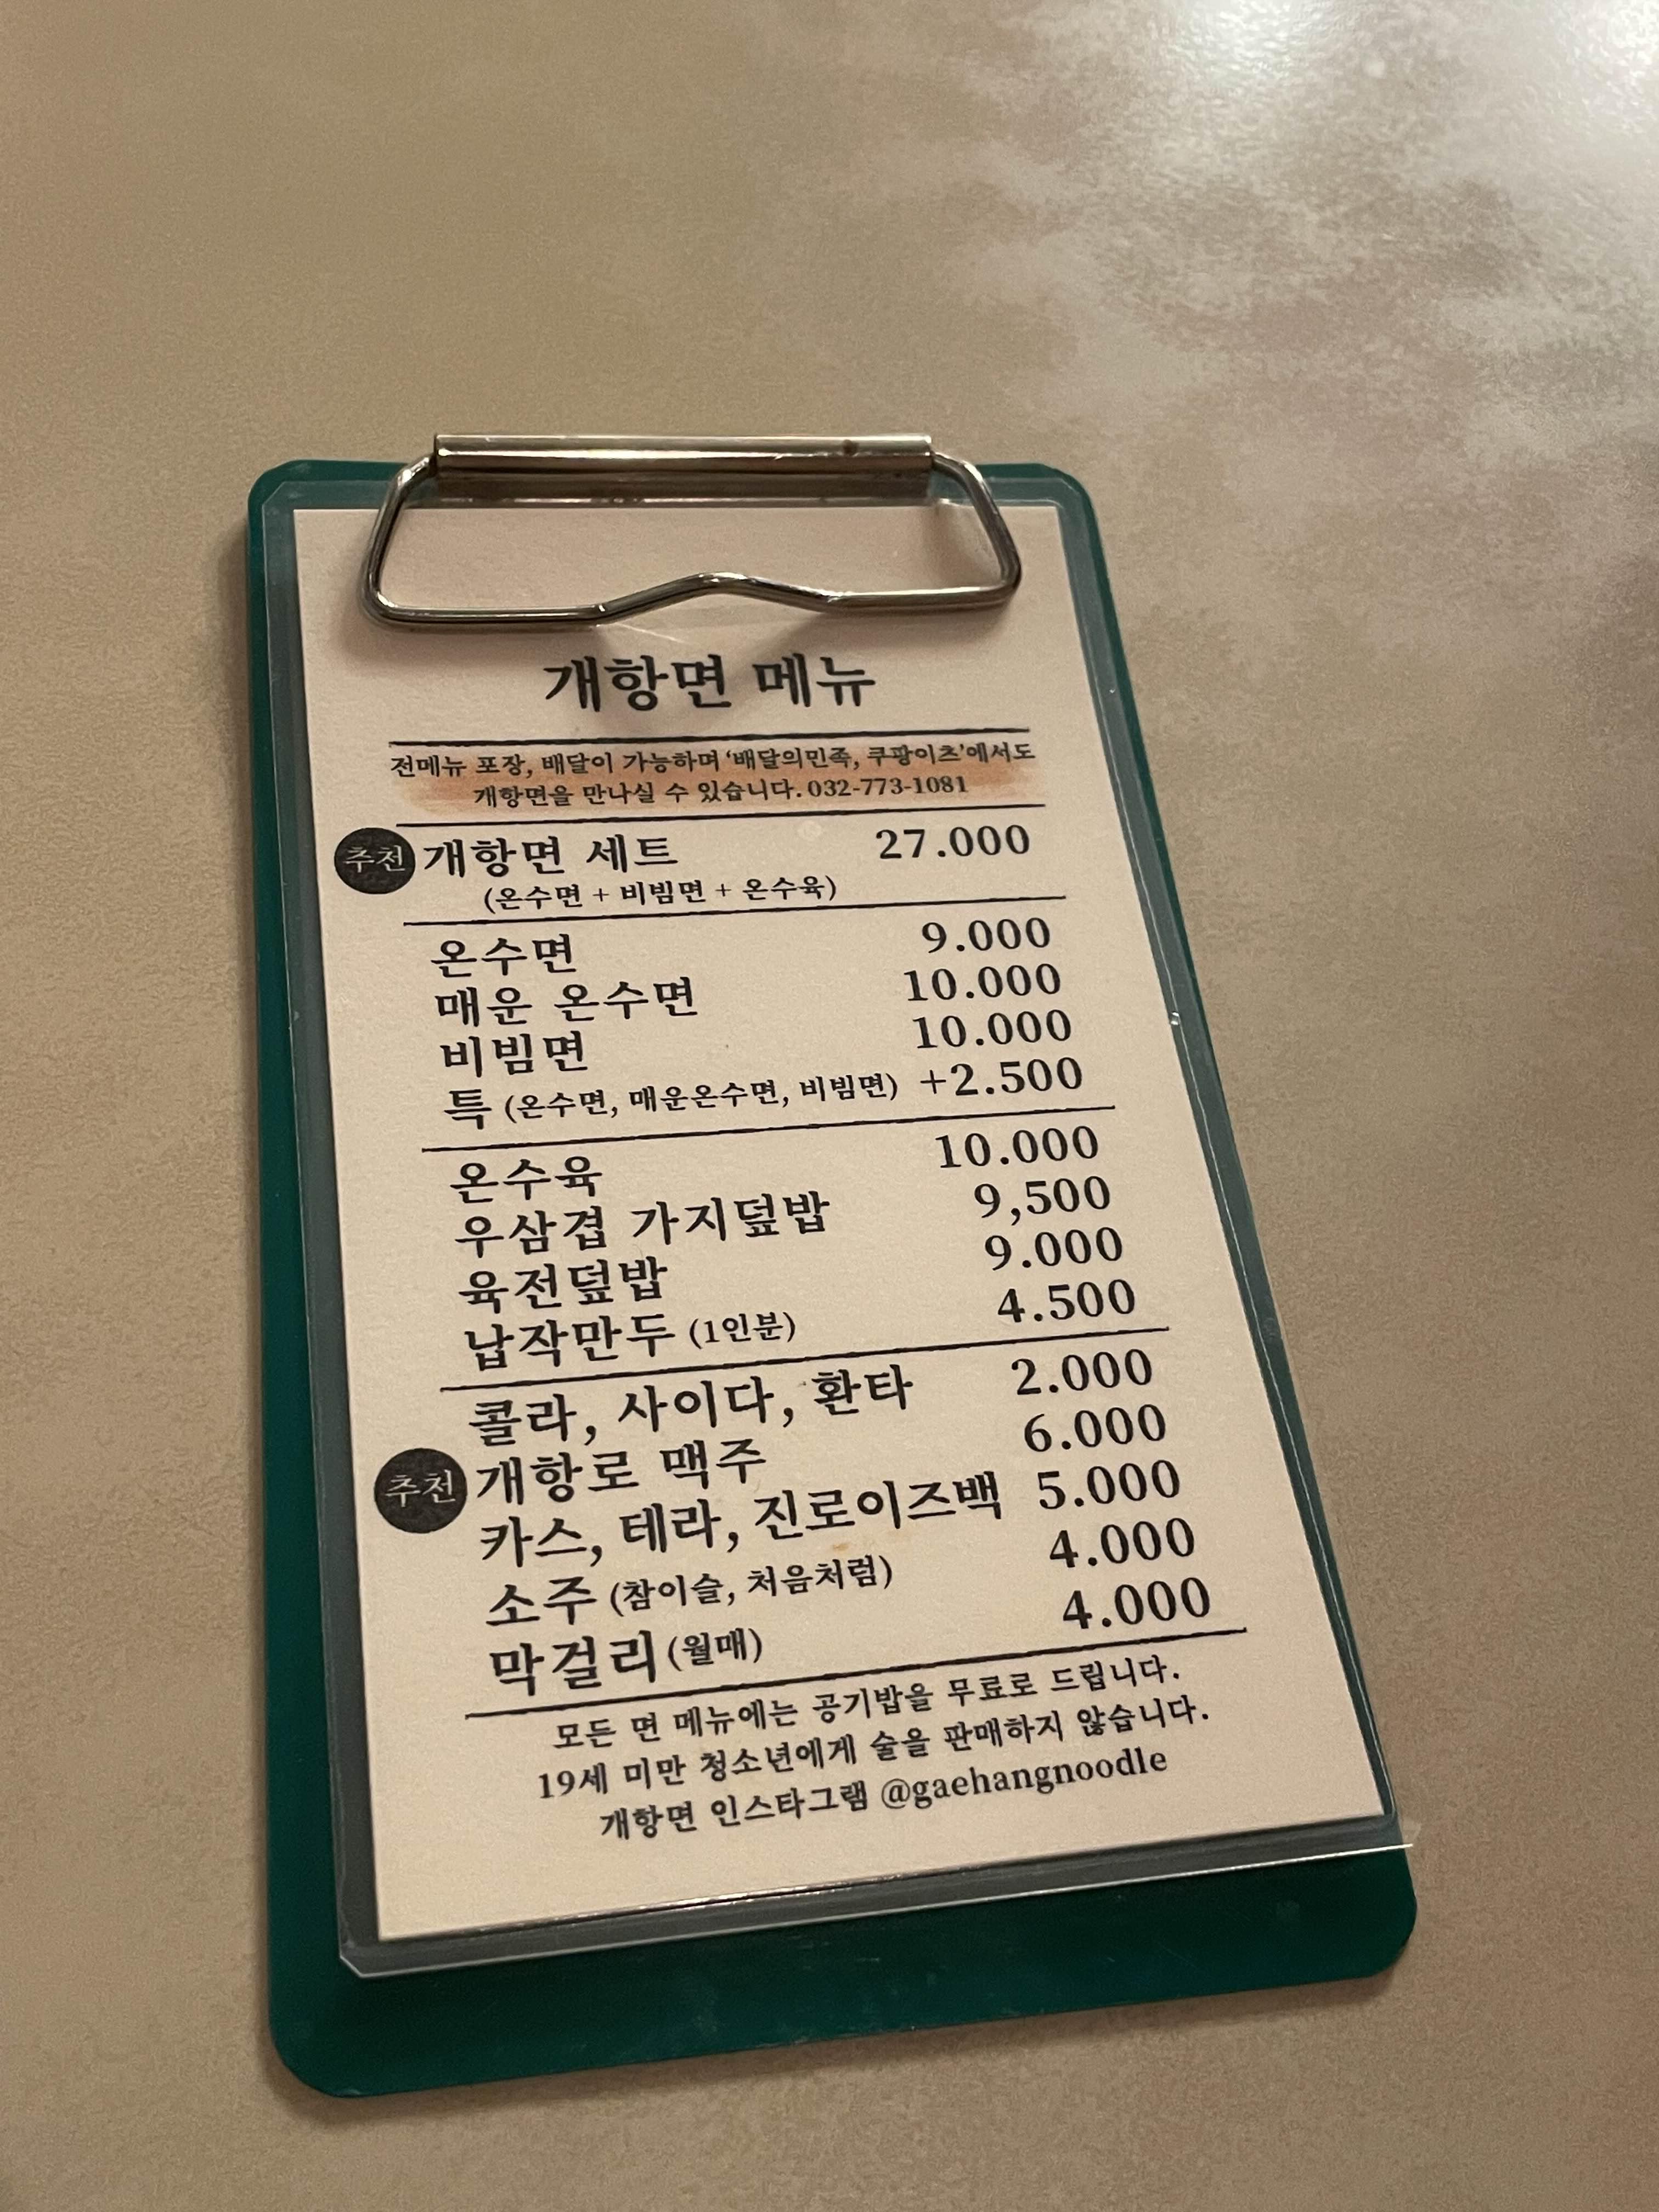 개항면 메뉴
전메뉴 포장, 배달이 가능하며 ‘배달의민족, 쿠팡이츠’에서도
개항면을 만나실 수 있습니다. 032-773-1081
추천 개항면 세트 27.000
(온수면 + 비빔면 + 온수육)
온수면 9.000
매운 온수면 10.000
비빔면 10.000
특 (온수면, 매운온수면, 비빔면) +2.500
온수육 10.000
우삼겹 가지덮밥 9,500
육전덮밥 9.000
납작만두 (1인분) 4.500
콜라, 사이다, 환타 2.000
추천 개항로 맥주 6.000
카스, 테라, 진로이즈백 5.000
소주 (참이슬, 처음처럼) 4.000
막걸리 (월매) 4.000
모든 면 메뉴에는 공기밥을 무료로 드립니다.
19세 미만 청소년에게 술을 판매하지 않습니다.
개항면 인스타그램 @gaehangnoodle